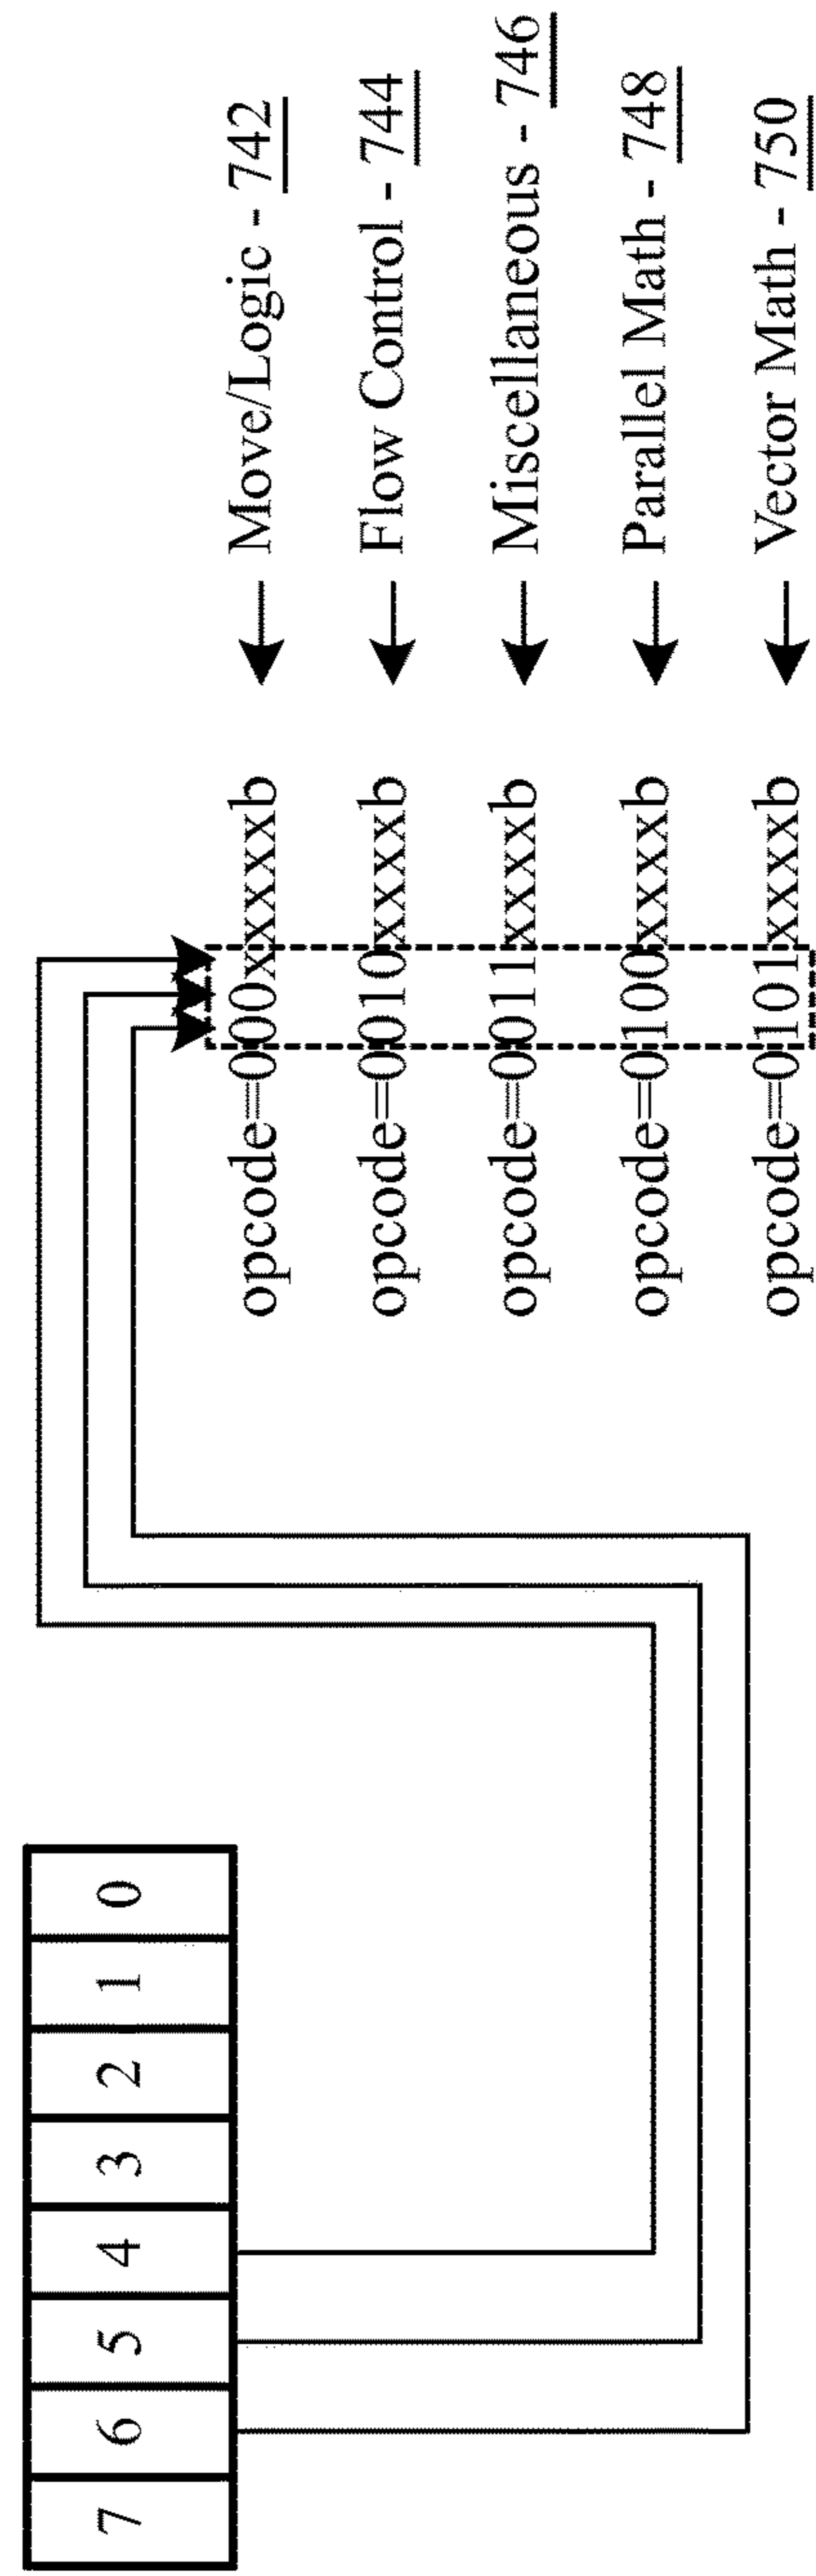 7 6 5 4 3 2 1 0
opcode=000xxxxxb ← Move/Logic - 742
opcode=0010xxxxb ← Flow Control - 744
opcode=0011xxxxb ← Miscellaneous - 746
opcode=0100xxxxb ← Parallel Math - 748
opcode=0101xxxxb ← Vector Math - 750